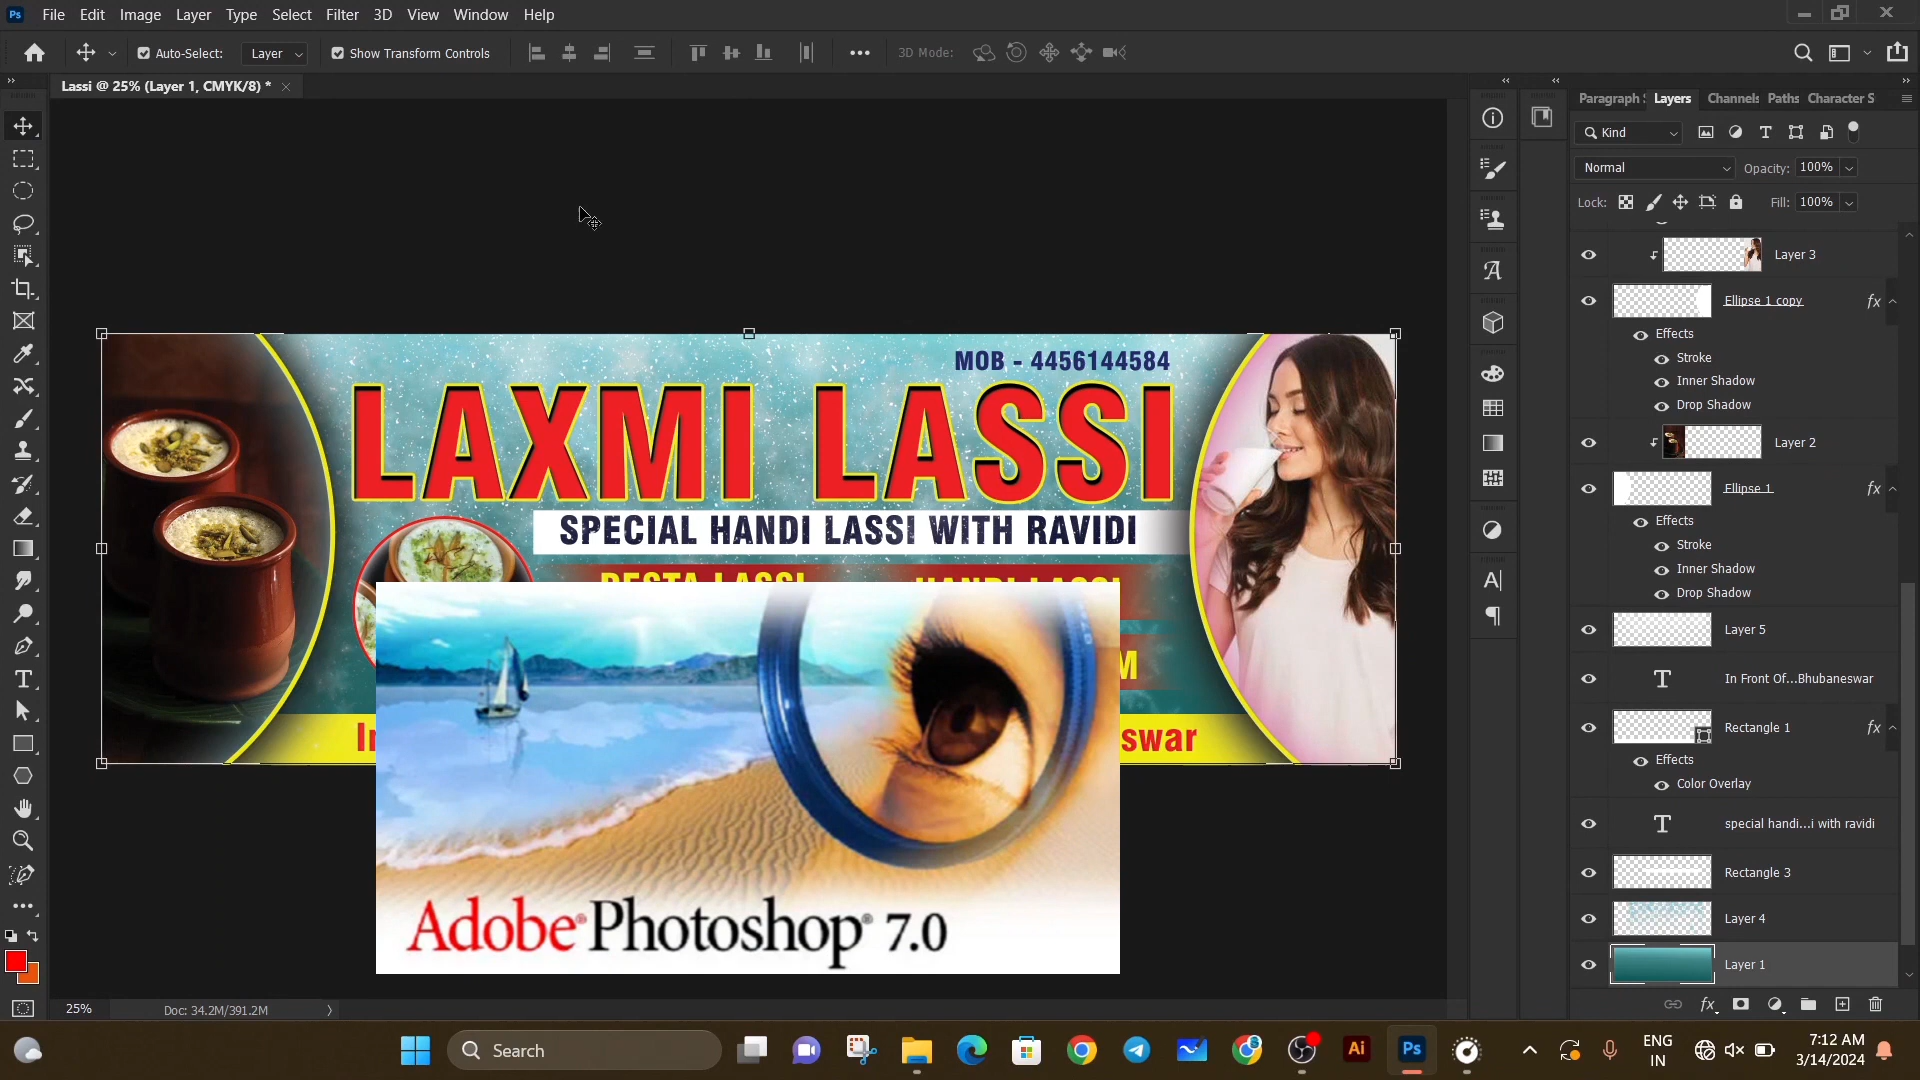 File Edit Image Layer Type Select Filter 3D View Window Help
Auto-Select: Layer Show Transform Controls 3D Mode:
Lassi @ 25% (Layer 1, CMYK/8) *
Paragraph S Layers Channels Paths Character S
Kind
Normal Opacity: 100%
Lock: Fill: 100%
Layer 3
Ellipse 1 copy fx
Effects
Stroke
Inner Shadow
Drop Shadow
Layer 2
Ellipse 1 fx
Effects
Stroke
Inner Shadow
Drop Shadow
Layer 5
In Front Of...Bhubaneswar
Rectangle 1 fx
Effects
Color Overlay
special handi...i with ravidi
Rectangle 3
Layer 4
Layer 1
MOB - 4456144584
LAXMI LASSI
SPECIAL HANDI LASSI WITH RAVIDI
PESTA LASSI HANDI LASSI
M
In
swar
Adobe® Photoshop® 7.0
25% Doc: 34.2M/391.2M
Search
Ai Ps
ENG
IN
7:12 AM
3/14/2024